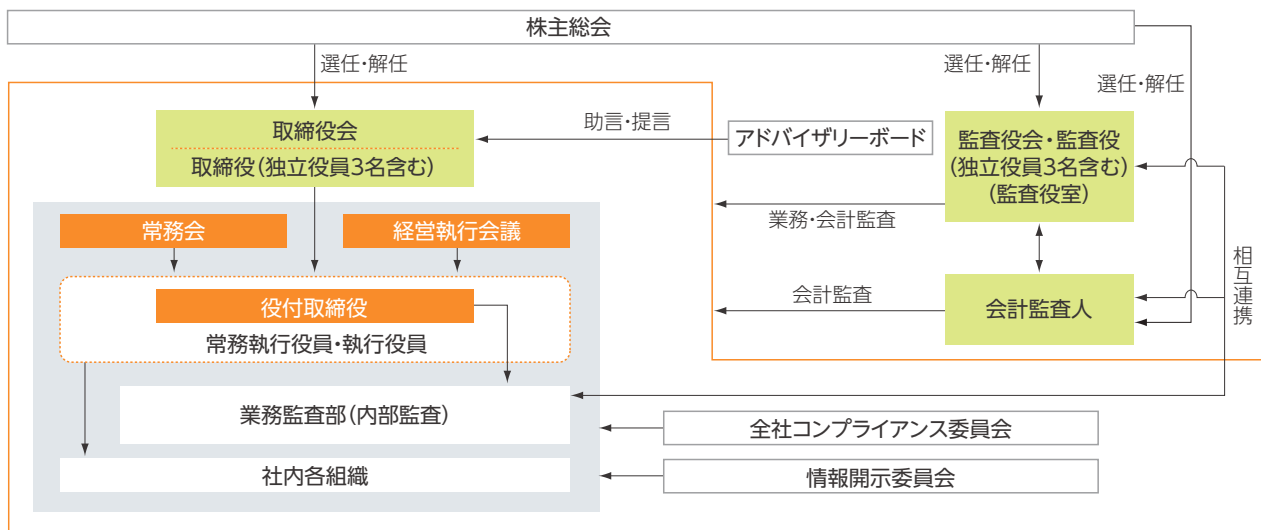 株主総会
選任・解任
選任・解任
選任・解任
取締役会
取締役(独立役員3名含む)
助言・提言
アドバイザリーボード
監査役会・監査役
(独立役員3名含む)
(監査役室)
業務・会計監査
常務会
経営執行会議
相互連携
役付取締役
常務執行役員・執行役員
会計監査
会計監査人
業務監査部(内部監査)
全社コンプライアンス委員会
社内各組織
情報開示委員会